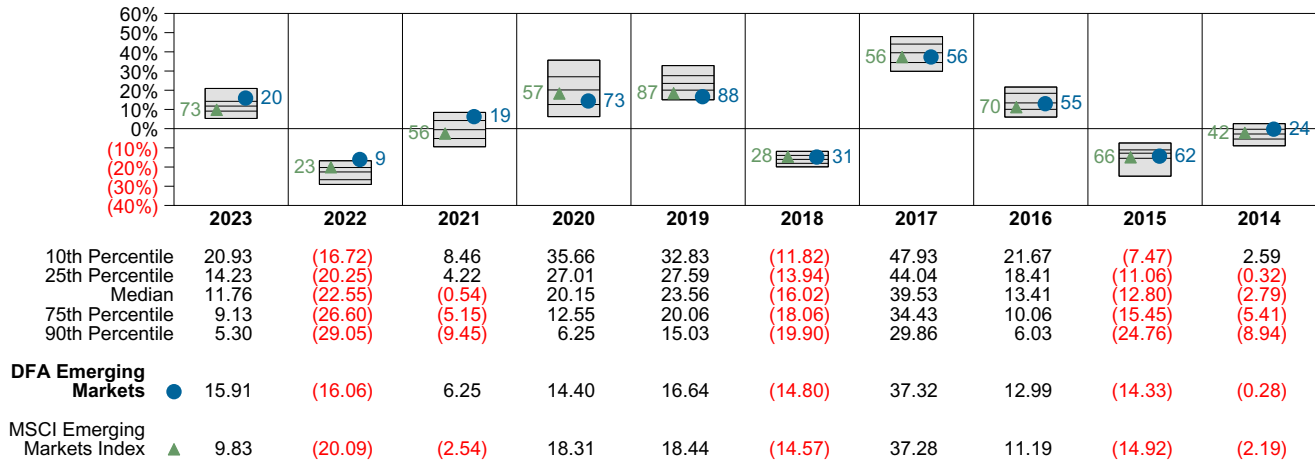 60%
50%
40%
30%
20%
10%
0%
(10%)
(20%)
(30%)
(40%)
73 20
23 9
56 19
57 73
87 88
28 31
56 56
70 55
66 62
42 24
2023 2022 2021 2020 2019 2018 2017 2016 2015 2014
10th Percentile 20.93 (16.72) 8.46 35.66 32.83 (11.82) 47.93 21.67 (7.47) 2.59
25th Percentile 14.23 (20.25) 4.22 27.01 27.59 (13.94) 44.04 18.41 (11.06) (0.32)
Median 11.76 (22.55) (0.54) 20.15 23.56 (16.02) 39.53 13.41 (12.80) (2.79)
75th Percentile 9.13 (26.60) (5.15) 12.55 20.06 (18.06) 34.43 10.06 (15.45) (5.41)
90th Percentile 5.30 (29.05) (9.45) 6.25 15.03 (19.90) 29.86 6.03 (24.76) (8.94)
DFA Emerging
Markets 15.91 (16.06) 6.25 14.40 16.64 (14.80) 37.32 12.99 (14.33) (0.28)
MSCI Emerging
Markets Index 9.83 (20.09) (2.54) 18.31 18.44 (14.57) 37.28 11.19 (14.92) (2.19)